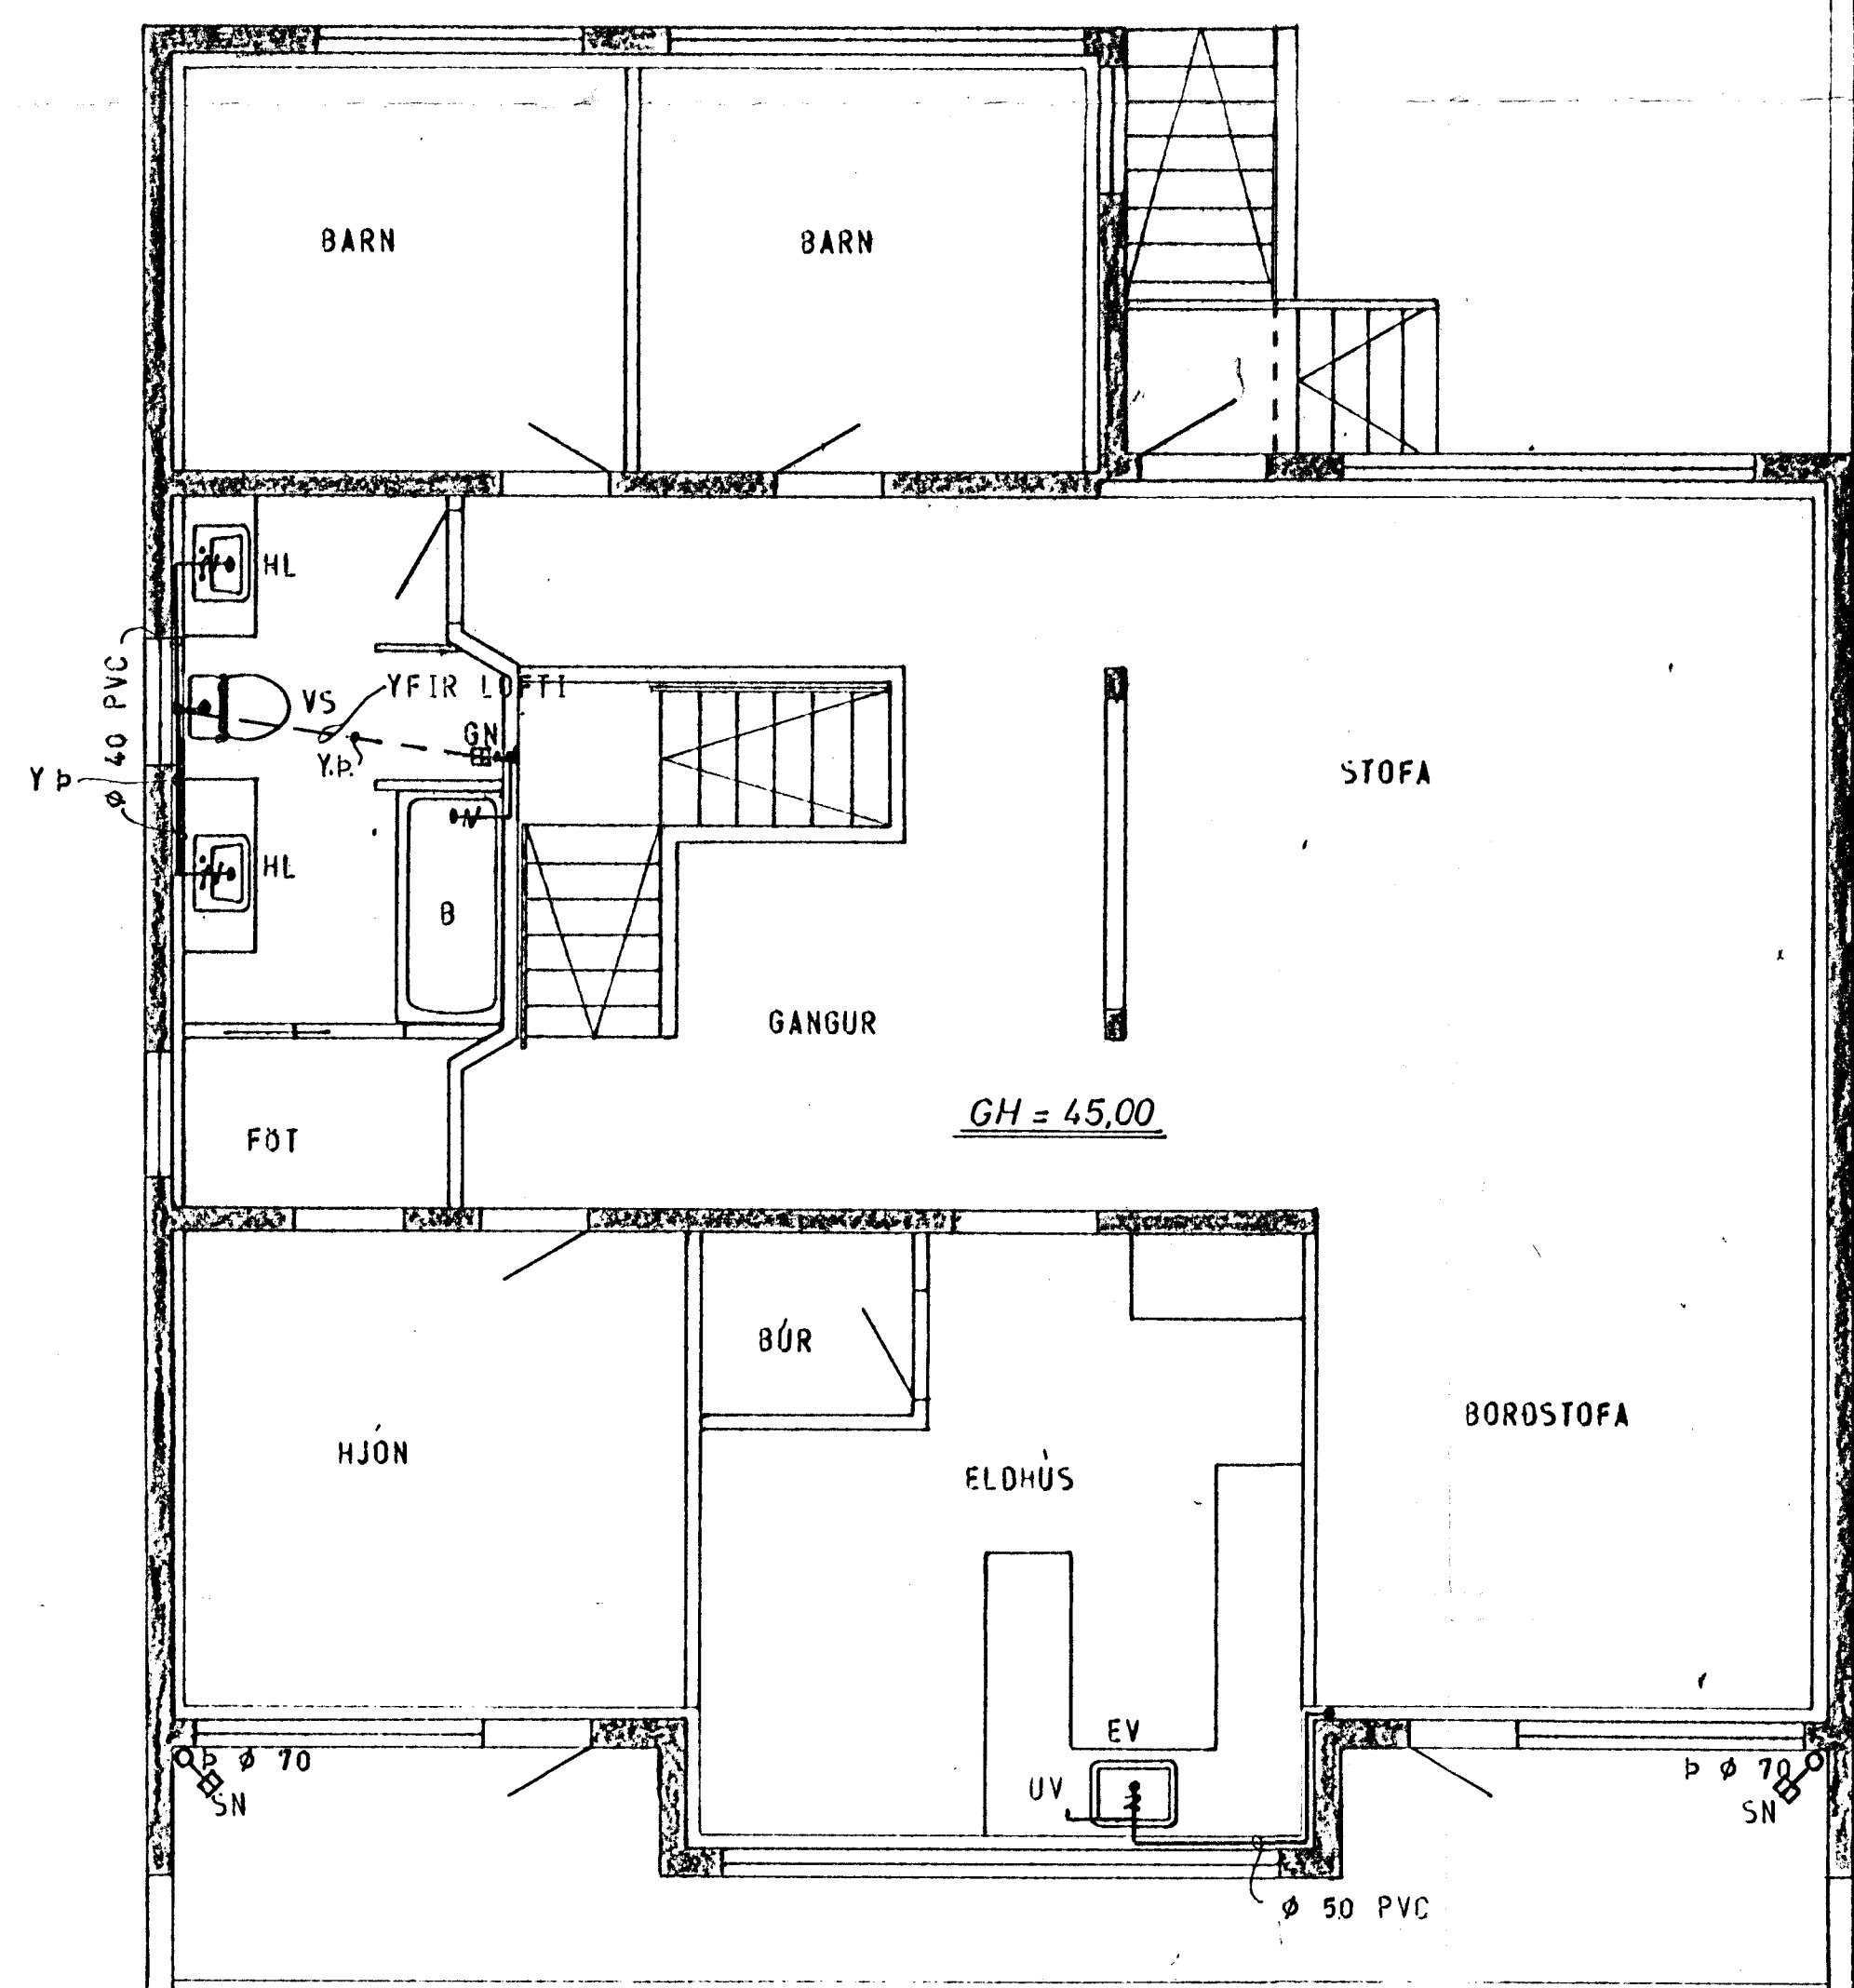 BARN
BARN
HL
Ø 40 PVC
VS
YFIR LOFTI
GN
Y.Þ.
YÞ
HL
B
STOFA
GANGUR
GH = 45,00
FÖT
BÚR
HJÓN
ELDHÚS
BORÐSTOFA
EV
UV
Þ Ø 70
SN
Þ Ø 70
SN
Ø 50 PVC